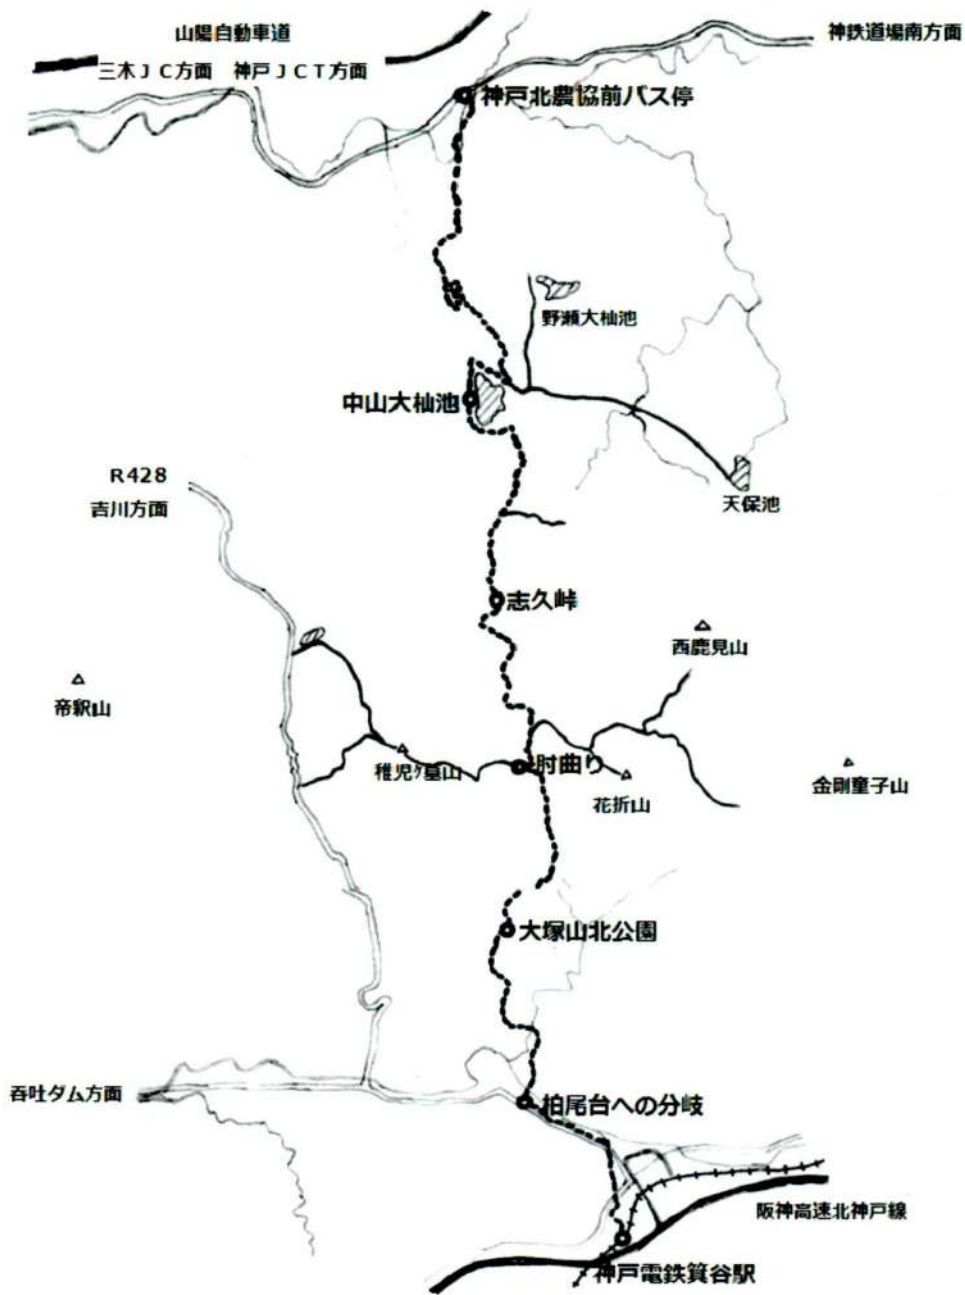 山陽自動車道
神鉄道場南方面
三木ＪＣ方面　神戸ＪＣＴ方面
神戸北農協前バス停
野瀬大杣池
中山大杣池
R428
吉川方面
天保池
志久峠
西鹿見山
帝釈山
稚児ヶ墓山
肘曲り
花折山
金剛童子山
大塚山北公園
呑吐ダム方面
柏尾台への分岐
阪神高速北神戸線
神戸電鉄箕谷駅